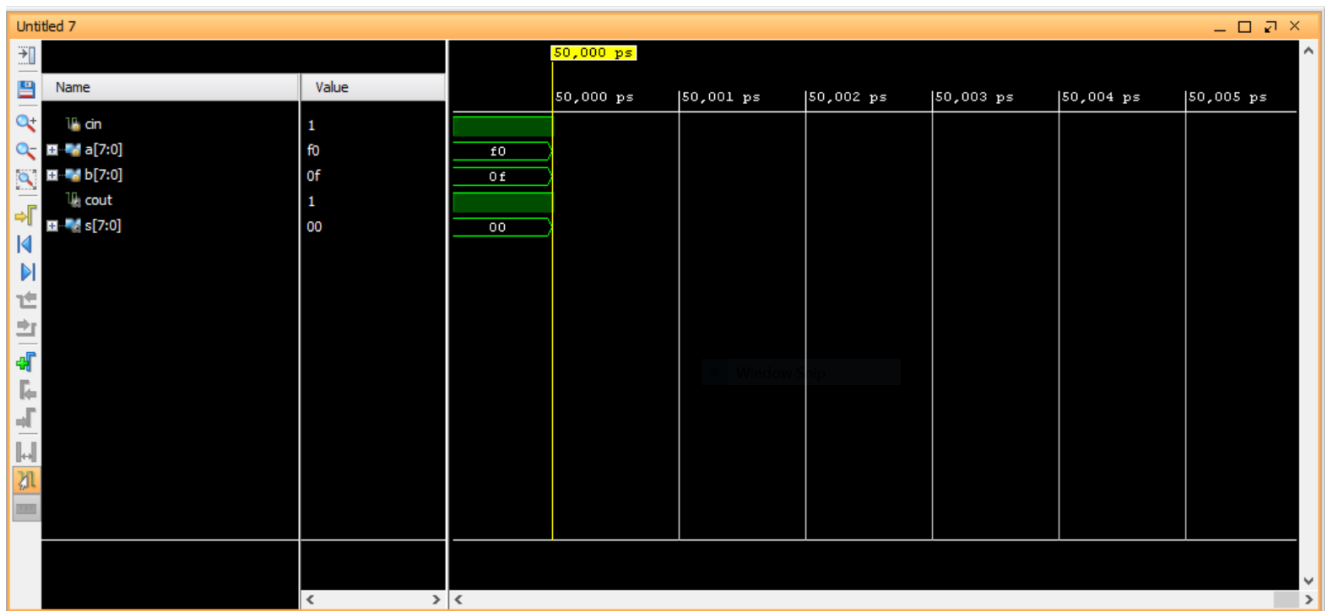 Untitled 7
50,000 ps
Name Value
50,000 ps 50,001 ps 50,002 ps 50,003 ps 50,004 ps 50,005 ps
cin 1
a[7:0] f0 f0
b[7:0] 0f 0f
cout 1
s[7:0] 00 00
Window Snip